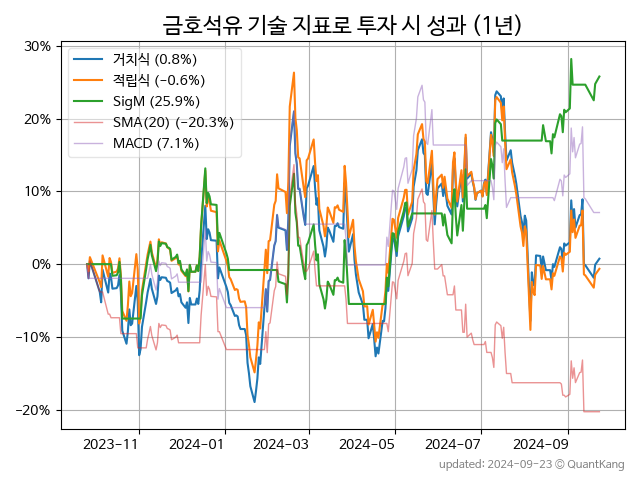 금호석유 기술 지표로 투자 시 성과 (1년)
30%
20%
10%
0%
−10%
−20%
거치식 (0.8%)
적립식 (−0.6%)
SigM (25.9%)
SMA(20) (−20.3%)
MACD (7.1%)
2023-11
2024-01
2024-03
2024-05
2024-07
2024-09
updated: 2024-09-23 © QuantKang